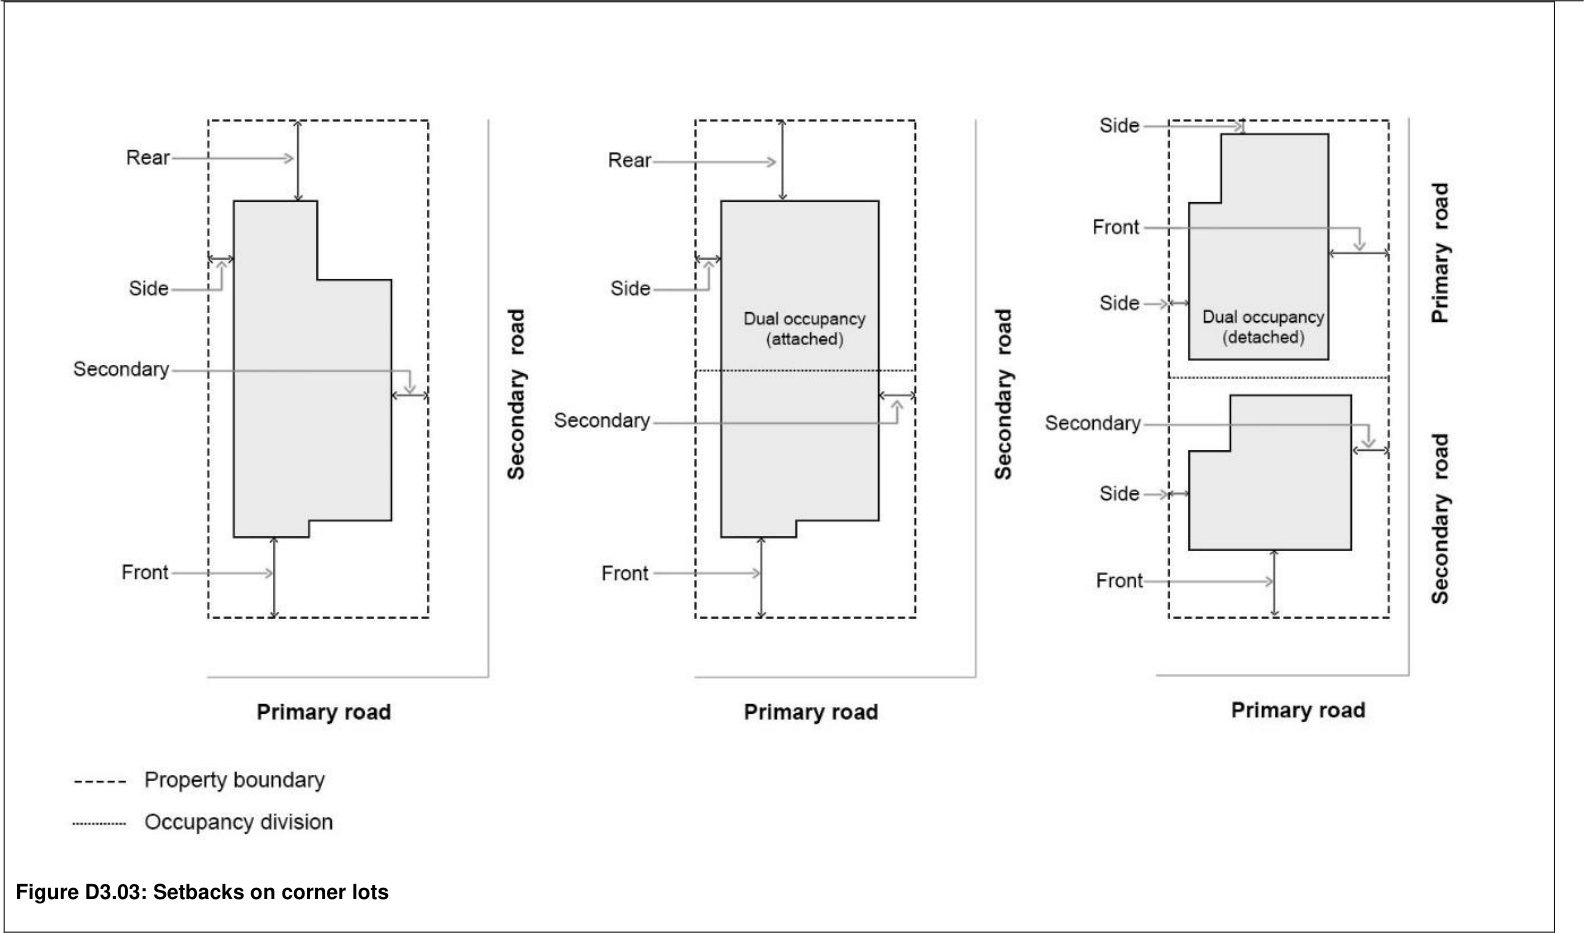 Rear
Side
Secondary
Front
Secondary road
Primary road
Rear
Side
Dual occupancy
(attached)
Secondary
Front
Secondary road
Primary road
Side
Front
Side
Dual occupancy
(detached)
Secondary
Side
Front
Primary road
Secondary road
Primary road
Property boundary
Occupancy division
Figure D3.03: Setbacks on corner lots